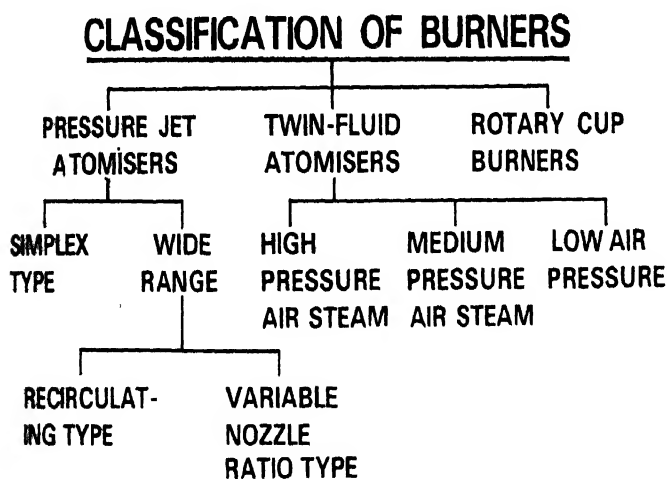 CLASSIFICATION OF BURNERS
PRESSURE JET
ATOMISERS
TWIN-FLUID
ATOMISERS
ROTARY CUP
BURNERS
SIMPLEX
TYPE
WIDE
RANGE
HIGH
PRESSURE
AIR STEAM
MEDIUM
PRESSURE
AIR STEAM
LOW AIR
PRESSURE
RECIRCULAT-
ING TYPE
VARIABLE
NOZZLE
RATIO TYPE